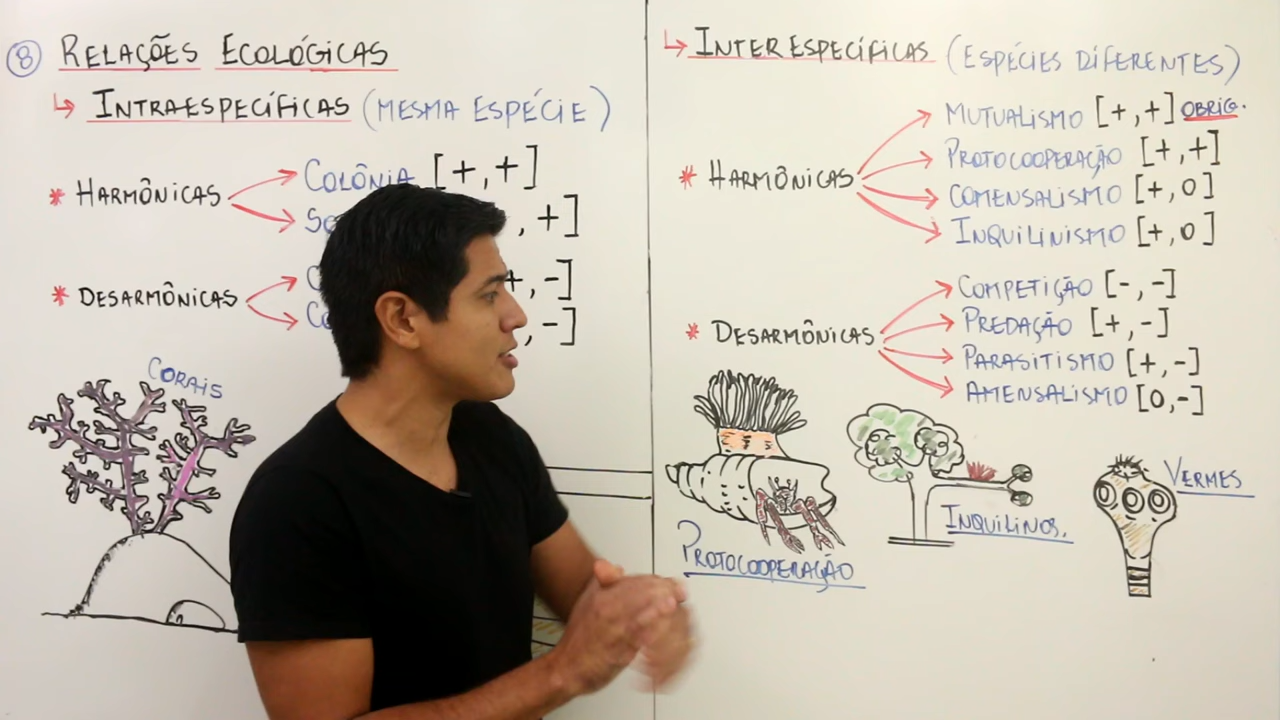 8 RELAÇÕES ECOLÓGICAS
↳ INTRAESPECÍFICAS (MESMA ESPÉCIE)
* HARMÔNICAS
COLÔNIA [+,+]
,+]
* DESARMÔNICAS
+,-]
,-]
CORAIS
↳ INTERESPECÍFICAS (ESPÉCIES DIFERENTES)
* HARMÔNICAS
MUTUALISMO [+,+] OBRIG.
PROTOCOOPERAÇÃO [+,+]
COMENSALISMO [+,0]
INQUILINISMO [+,0]
* DESARMÔNICAS
COMPETIÇÃO [-,-]
PREDAÇÃO [+,-]
PARASITISMO [+,-]
AMENSALISMO [0,-]
PROTOCOOPERAÇÃO
INQUILINOS.
VERMES